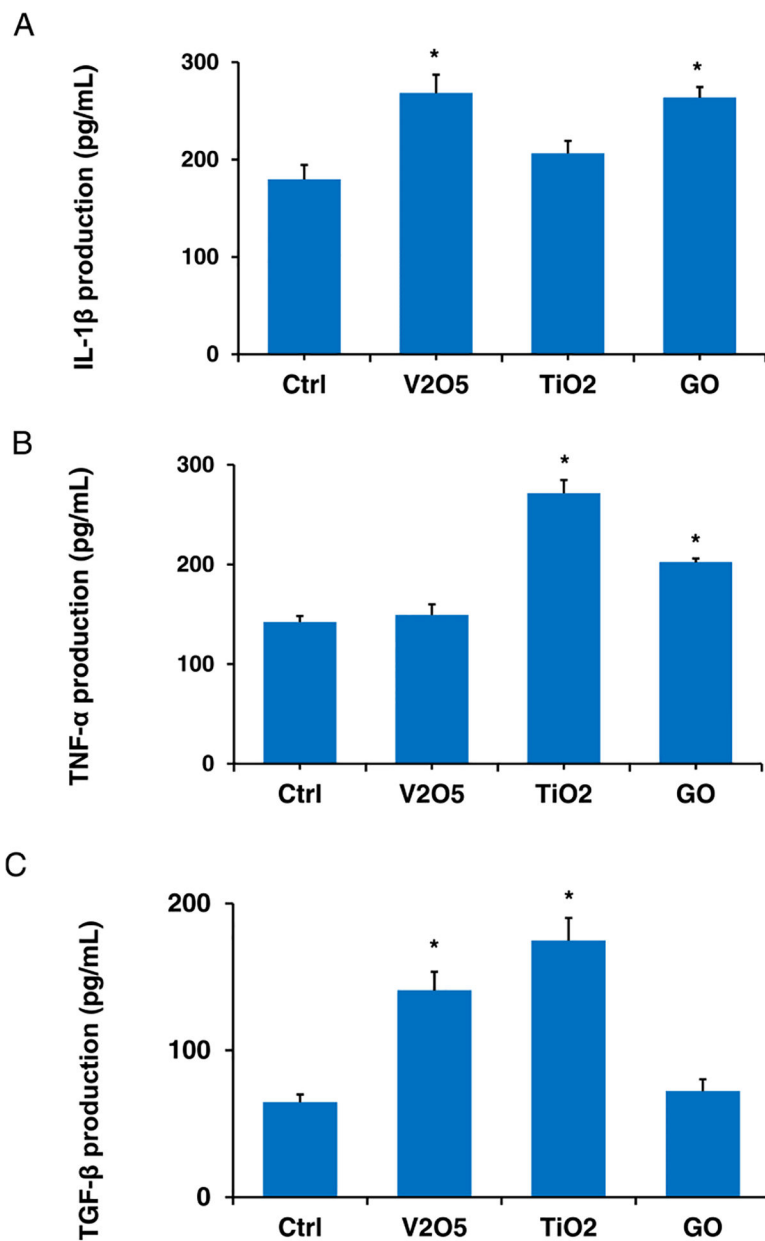 A
IL-1β production (pg/mL)
300
200
100
0
*
*
Ctrl V2O5 TiO2 GO
B
TNF-α production (pg/mL)
300
200
100
0
*
*
Ctrl V2O5 TiO2 GO
C
TGF-β production (pg/mL)
200
100
0
*
*
Ctrl V2O5 TiO2 GO